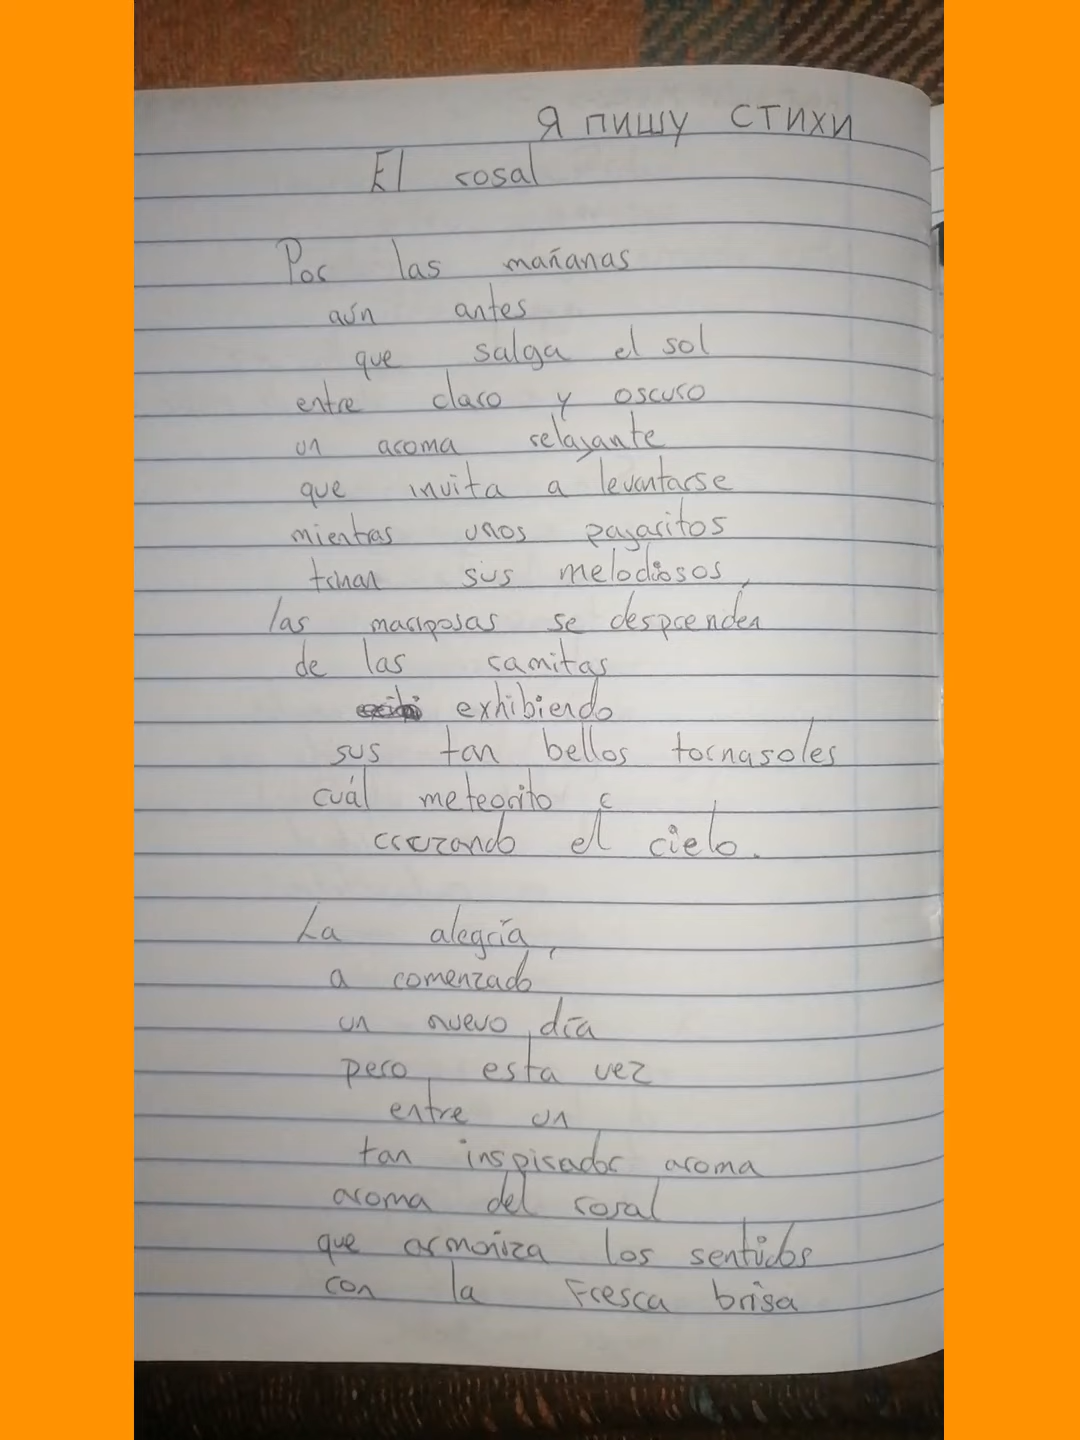 Я ПИШУ СТИХИ
El rosal
Por las mañanas
aún antes
que salga el sol
entre claro y oscuro
un aroma relajante
que invita a levantarse
mientras unos pajaritos
trinan sus melodiosos,
las mariposas se desprenden
de las ramitas
exhibiendo
sus tan bellos tornasoles
cuál meteorito
cruzando el cielo.
La alegría,
a comenzado
un nuevo día
pero, esta vez
entre un
tan inspirador aroma
aroma del rosal
que armoniza los sentidos
con la Fresca brisa